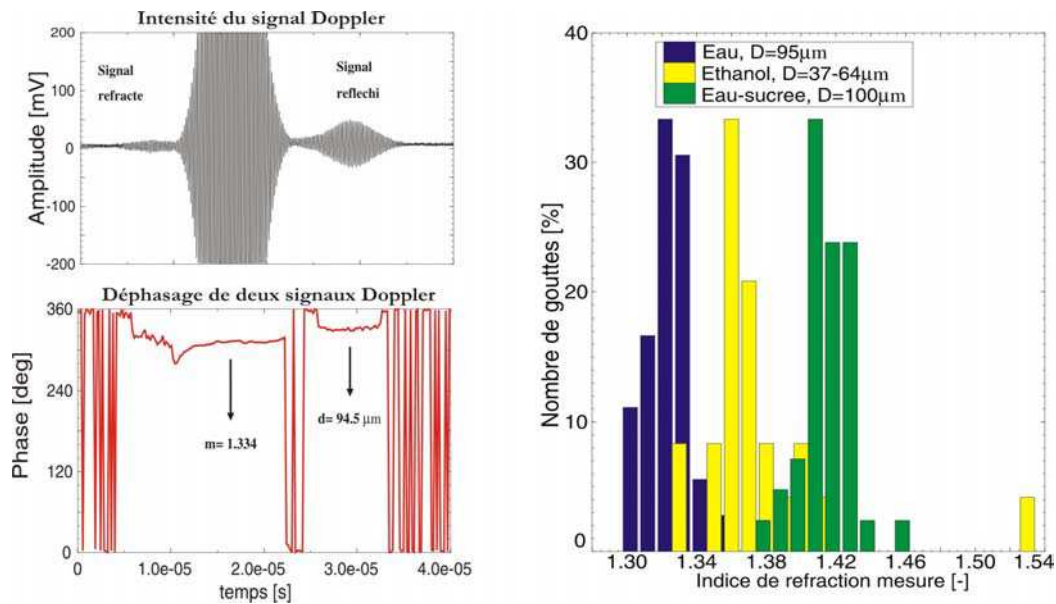 Intensité du signal Doppler
Amplitude [mV]
200
100
0
-100
-200
Signal
refracte
Signal
reflechi
Déphasage de deux signaux Doppler
Phase [deg]
360
240
120
0
m= 1.334
d= 94.5 µm
0
1.0e-05
2.0e-05
3.0e-05
4.0e-05
temps [s]
Nombre de gouttes [%]
40
30
20
10
0
Eau, D=95µm
Ethanol, D=37-64µm
Eau-sucree, D=100µm
1.30
1.34
1.38
1.42
1.46
1.50
1.54
Indice de refraction mesure [-]